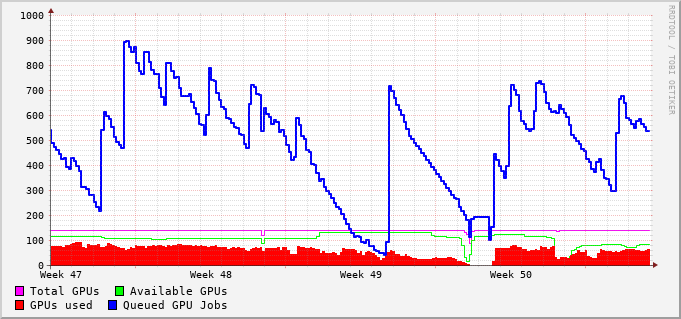 1000
900
800
700
600
500
400
300
200
100
0
Week 47 Week 48 Week 49 Week 50
Total GPUs Available GPUs
GPUs used Queued GPU Jobs
RRDTOOL / TOBI OETIKER